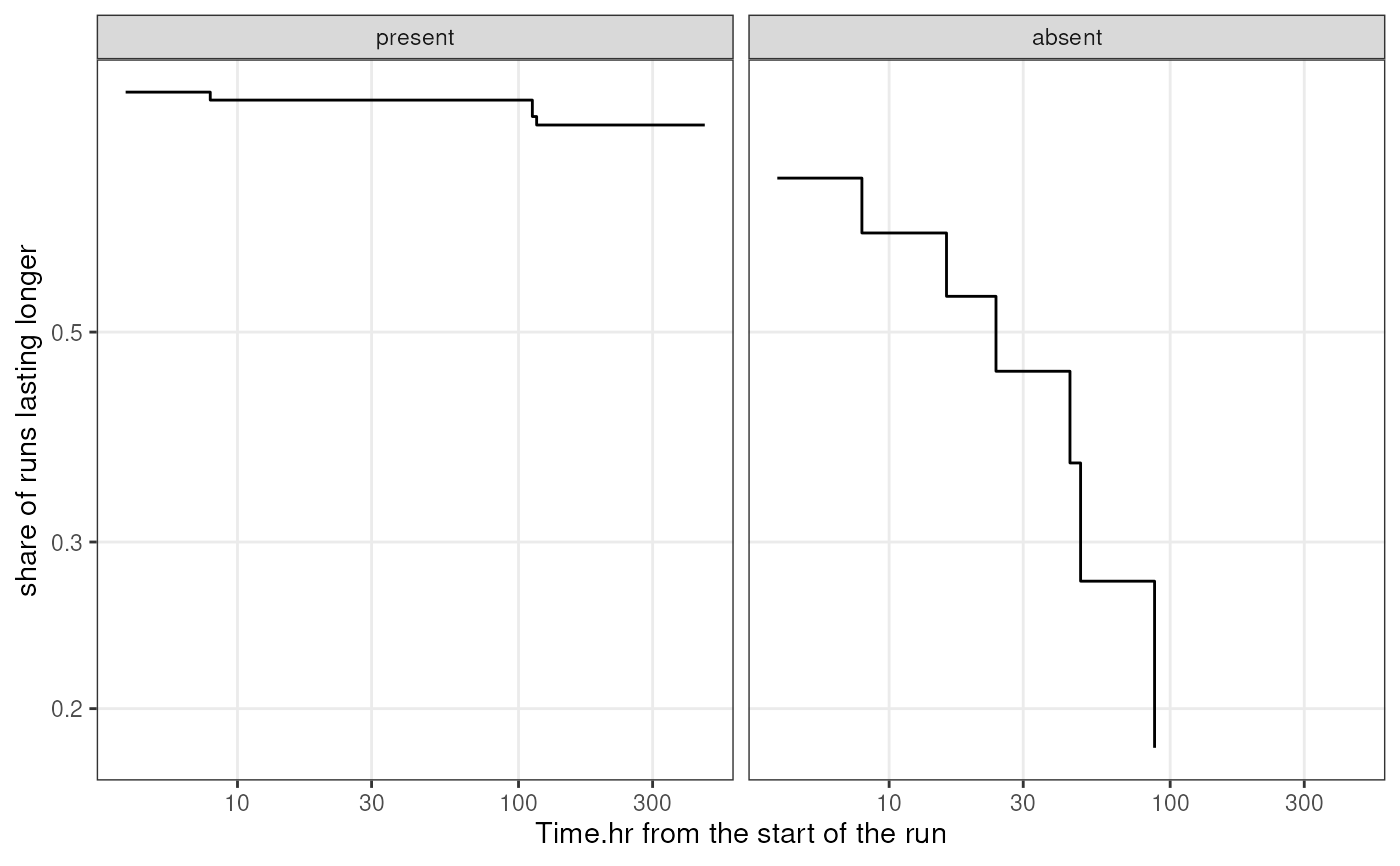 present
absent
share of runs lasting longer
0.5
0.3
0.2
10
30
100
300
10
30
100
300
Time.hr from the start of the run